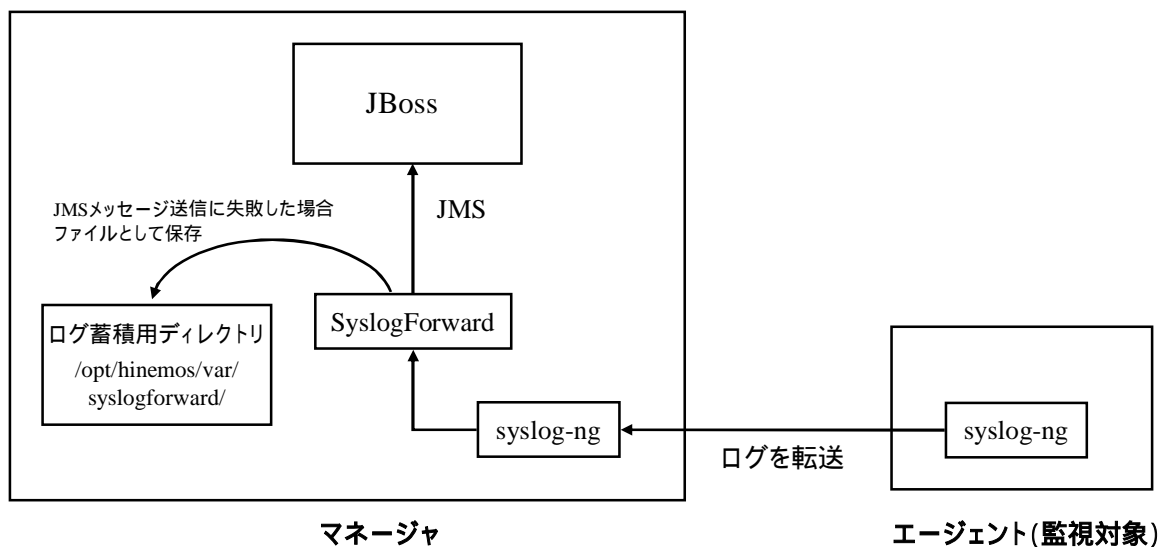 JBoss
JMSメッセージ送信に失敗した場合
ファイルとして保存
JMS
ログ蓄積用ディレクトリ
/opt/hinemos/var/
syslogforward/
SyslogForward
syslog-ng
ログを転送
syslog-ng
マネージャ
エージェント(監視対象)